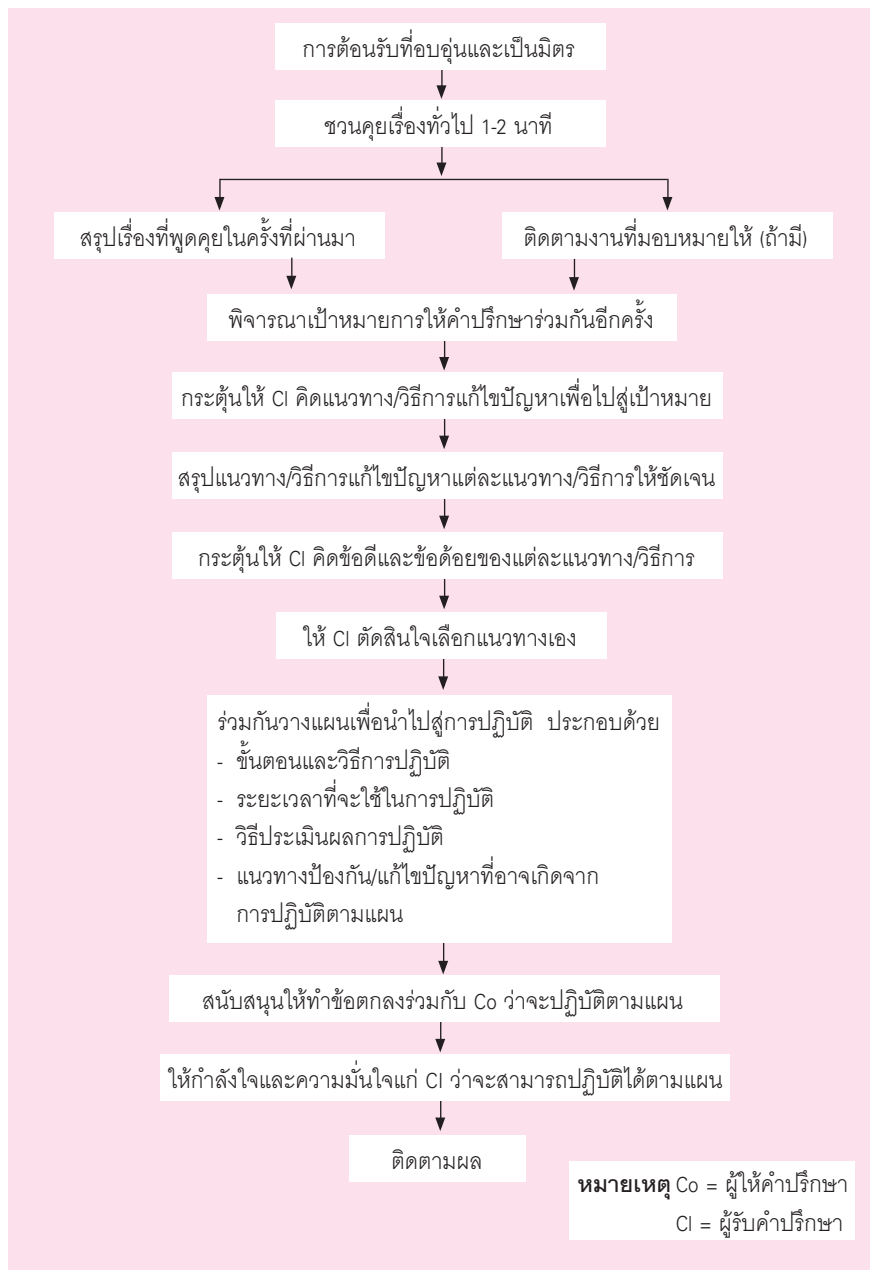 การต้อนรับที่อบอุ่นและเป็นมิตร
ชวนคุยเรื่องทั่วไป 1-2 นาที
สรุปเรื่องที่พูดคุยในครั้งที่ผ่านมา
ติดตามงานที่มอบหมายให้ (ถ้ามี)
พิจารณาเป้าหมายการให้คำปรึกษาร่วมกันอีกครั้ง
กระตุ้นให้ Cl คิดแนวทาง/วิธีการแก้ไขปัญหาเพื่อไปสู่เป้าหมาย
สรุปแนวทาง/วิธีการแก้ไขปัญหาแต่ละแนวทาง/วิธีการให้ชัดเจน
กระตุ้นให้ Cl คิดข้อดีและข้อด้อยของแต่ละแนวทาง/วิธีการ
ให้ Cl ตัดสินใจเลือกแนวทางเอง
ร่วมกันวางแผนเพื่อนำไปสู่การปฏิบัติ ประกอบด้วย
- ขั้นตอนและวิธีการปฏิบัติ
- ระยะเวลาที่จะใช้ในการปฏิบัติ
- วิธีประเมินผลการปฏิบัติ
- แนวทางป้องกัน/แก้ไขปัญหาที่อาจเกิดจาก
การปฏิบัติตามแผน
สนับสนุนให้ทำข้อตกลงร่วมกับ Co ว่าจะปฏิบัติตามแผน
ให้กำลังใจและความมั่นใจแก่ Cl ว่าจะสามารถปฏิบัติได้ตามแผน
ติดตามผล
หมายเหตุ Co = ผู้ให้คำปรึกษา
Cl = ผู้รับคำปรึกษา